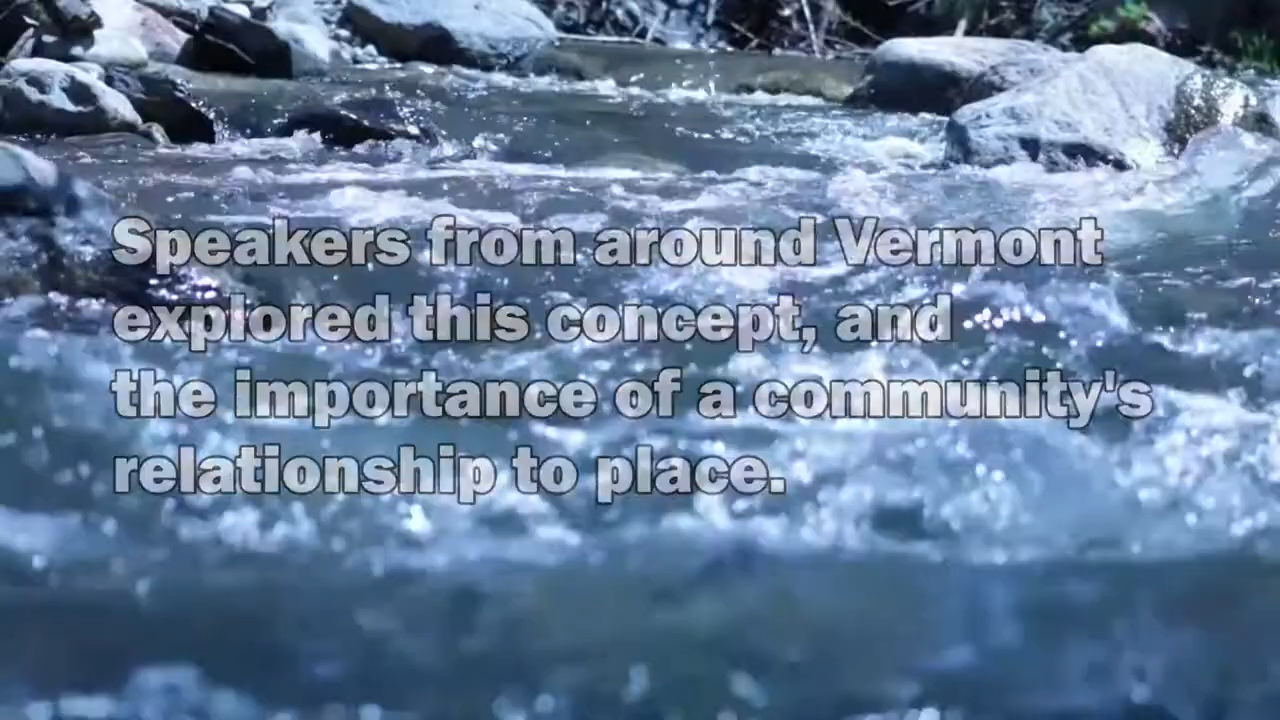 Speakers from around Vermont
explored this concept, and
the importance of a community's
relationship to place.